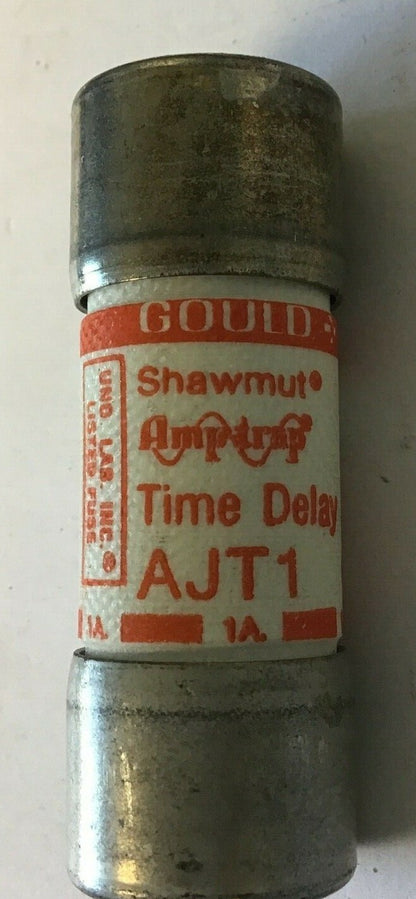 GOULD
Shawmut®
Amp-trap®
Time Delay
AJT1
1A. 1A.
UND. LAB. INC.®
LISTED FUSE